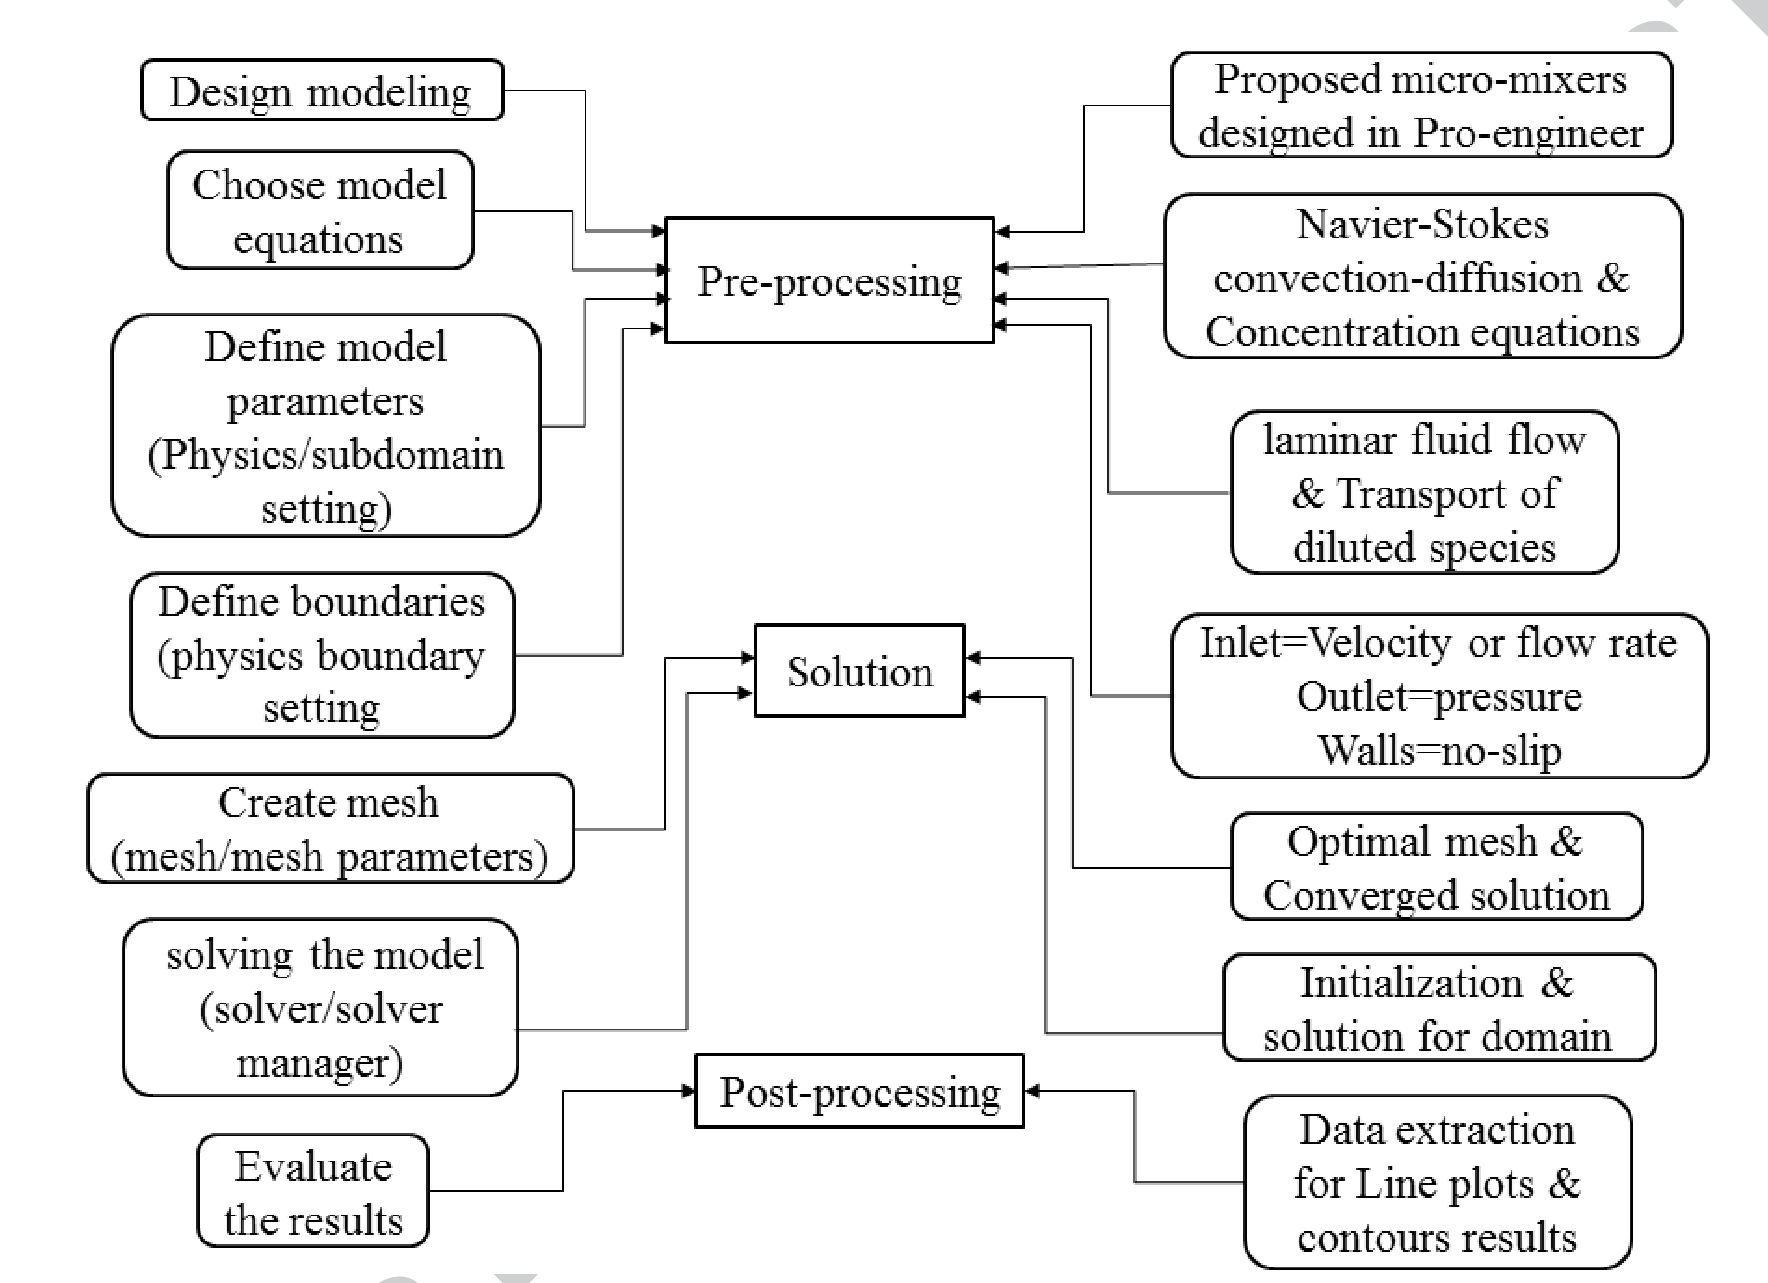 Design modeling
Choose model
equations
Define model
parameters
(Physics/subdomain
setting)
Define boundaries
(physics boundary
setting
Create mesh
(mesh/mesh parameters)
solving the model
(solver/solver
manager)
Evaluate
the results
Pre-processing
Solution
Post-processing
Proposed micro-mixers
designed in Pro-engineer
Navier-Stokes
convection-diffusion &
Concentration equations
laminar fluid flow
& Transport of
diluted species
Inlet=Velocity or flow rate
Outlet=pressure
Walls=no-slip
Optimal mesh &
Converged solution
Initialization &
solution for domain
Data extraction
for Line plots &
contours results